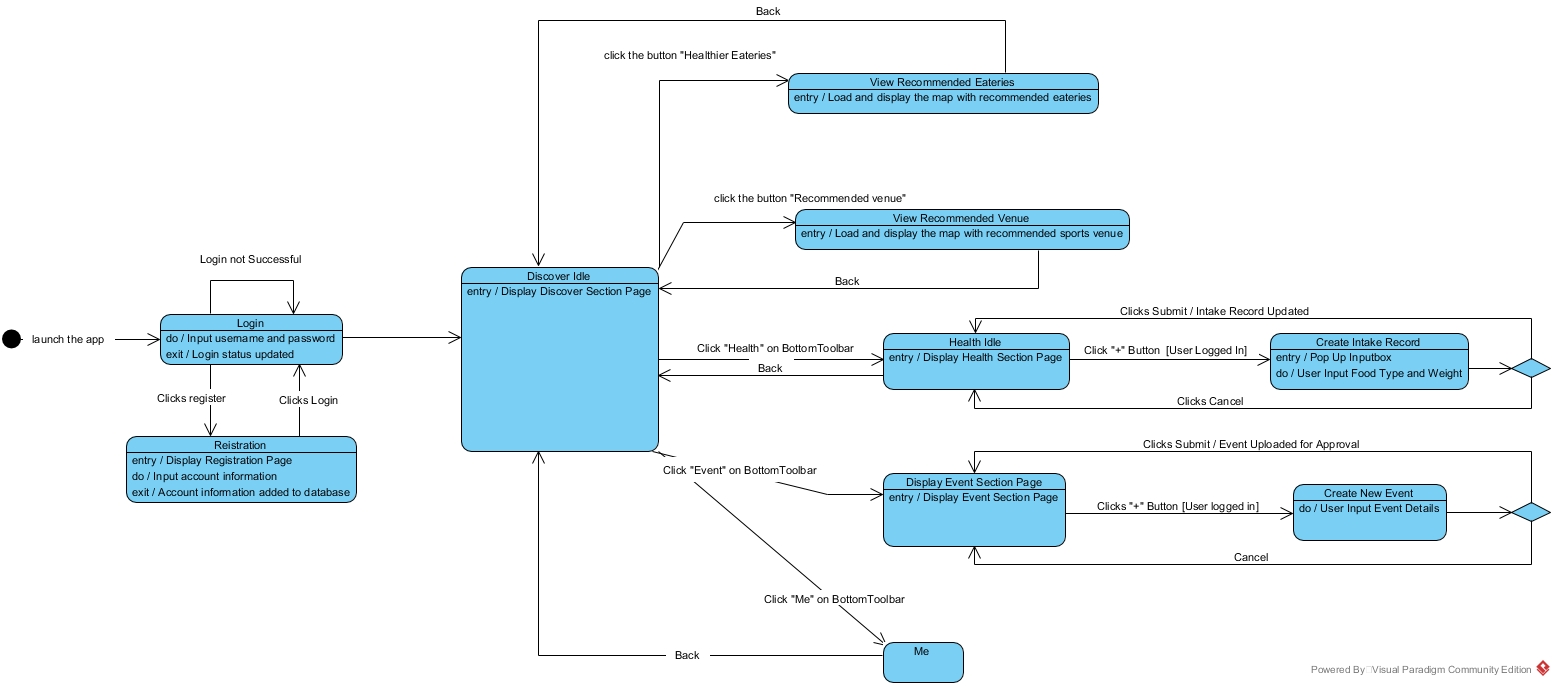 Back
click the button "Healthier Eateries"
View Recommended Eateries
entry / Load and display the map with recommended eateries
click the button "Recommended venue"
View Recommended Venue
entry / Load and display the map with recommended sports venue
Back
Login not Successful
launch the app
Login
do / Input username and password
exit / Login status updated
Clicks register
Clicks Login
Reistration
entry / Display Registration Page
do / Input account information
exit / Account information added to database
Discover Idle
entry / Display Discover Section Page
Click "Health" on BottomToolbar
Back
Clicks Submit / Intake Record Updated
Health Idle
entry / Display Health Section Page
Click "+" Button  [User Logged In]
Create Intake Record
entry / Pop Up Inputbox
do / User Input Food Type and Weight
Clicks Cancel
Click "Event" on BottomToolbar
Clicks Submit / Event Uploaded for Approval
Display Event Section Page
entry / Display Event Section Page
Clicks "+" Button [User logged in]
Create New Event
do / User Input Event Details
Cancel
Click "Me" on BottomToolbar
Back
Me
Powered By Visual Paradigm Community Edition